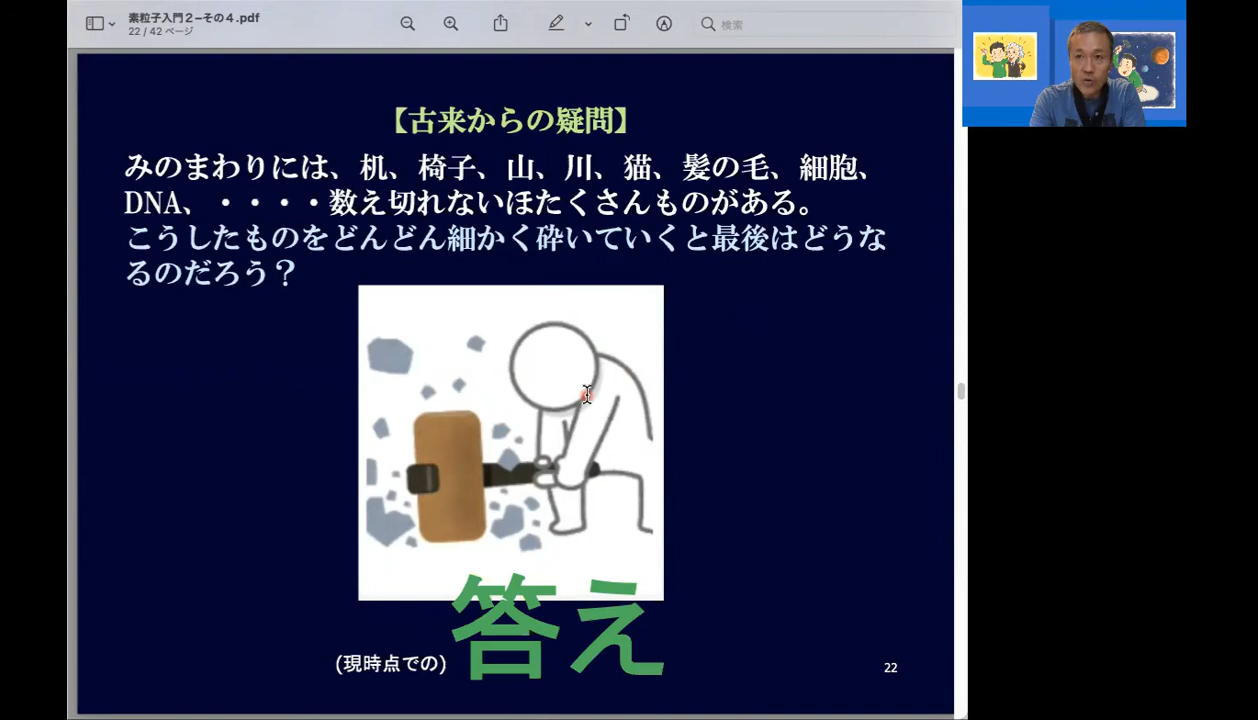 素粒子入門２−その４.pdf
22 / 42 ページ
検索
【古来からの疑問】
みのまわりには、机、椅子、山、川、猫、髪の毛、細胞、
DNA、・・・・数え切れないほたくさんものがある。
こうしたものをどんどん細かく砕いていくと最後はどうな
るのだろう？
(現時点での)
答え
22